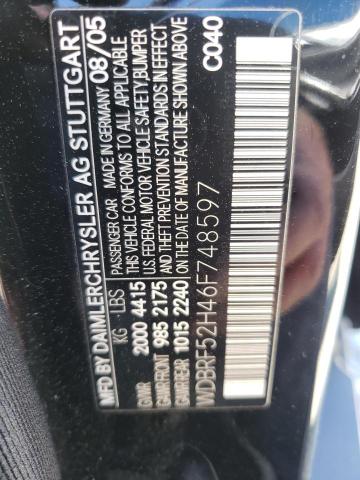 MFD BY DAIMLERCHRYSLER AG STUTTGART
PASSENGER CAR MADE IN GERMANY 08/05
KG LBS THIS VEHICLE CONFORMS TO ALL APPLICABLE
GVWR 2000 4415 U.S. FEDERAL MOTOR VEHICLE SAFETY, BUMPER
GAWR FRONT 985 2175 AND THEFT PREVENTION STANDARDS IN EFFECT
GAWR REAR 1015 2240 ON THE DATE OF MANUFACTURE SHOWN ABOVE
C040
WDBRF52H46F748597